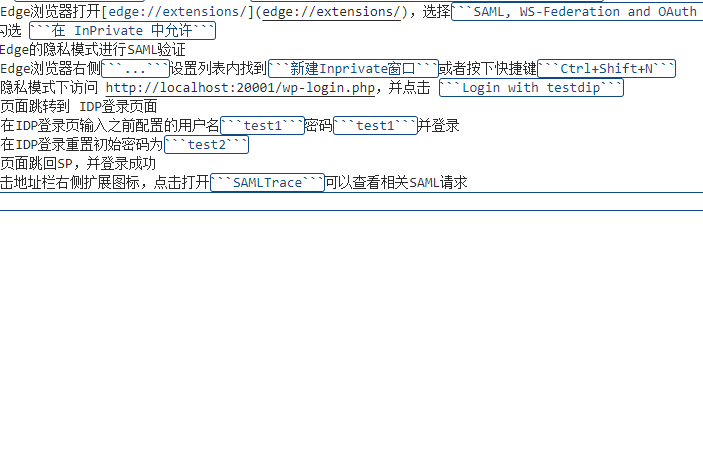 Edge浏览器打开[edge://extensions/](edge://extensions/), 选择```SAML, WS-Federation and OAuth
勾选 ```在 InPrivate 中允许```
Edge的隐私模式进行SAML验证
Edge浏览器右侧```...```设置列表内找到```新建Inprivate窗口```或者按下快捷键```Ctrl+Shift+N```
隐私模式下访问 http://localhost:20001/wp-login.php，并点击 ```Login with testdip```
页面跳转到 IDP登录页面
在IDP登录页输入之前配置的用户名```test1```密码```test1```并登录
在IDP登录重置初始密码为```test2```
页面跳回SP，并登录成功
击地址栏右侧扩展图标，点击打开```SAMLTrace```可以查看相关SAML请求